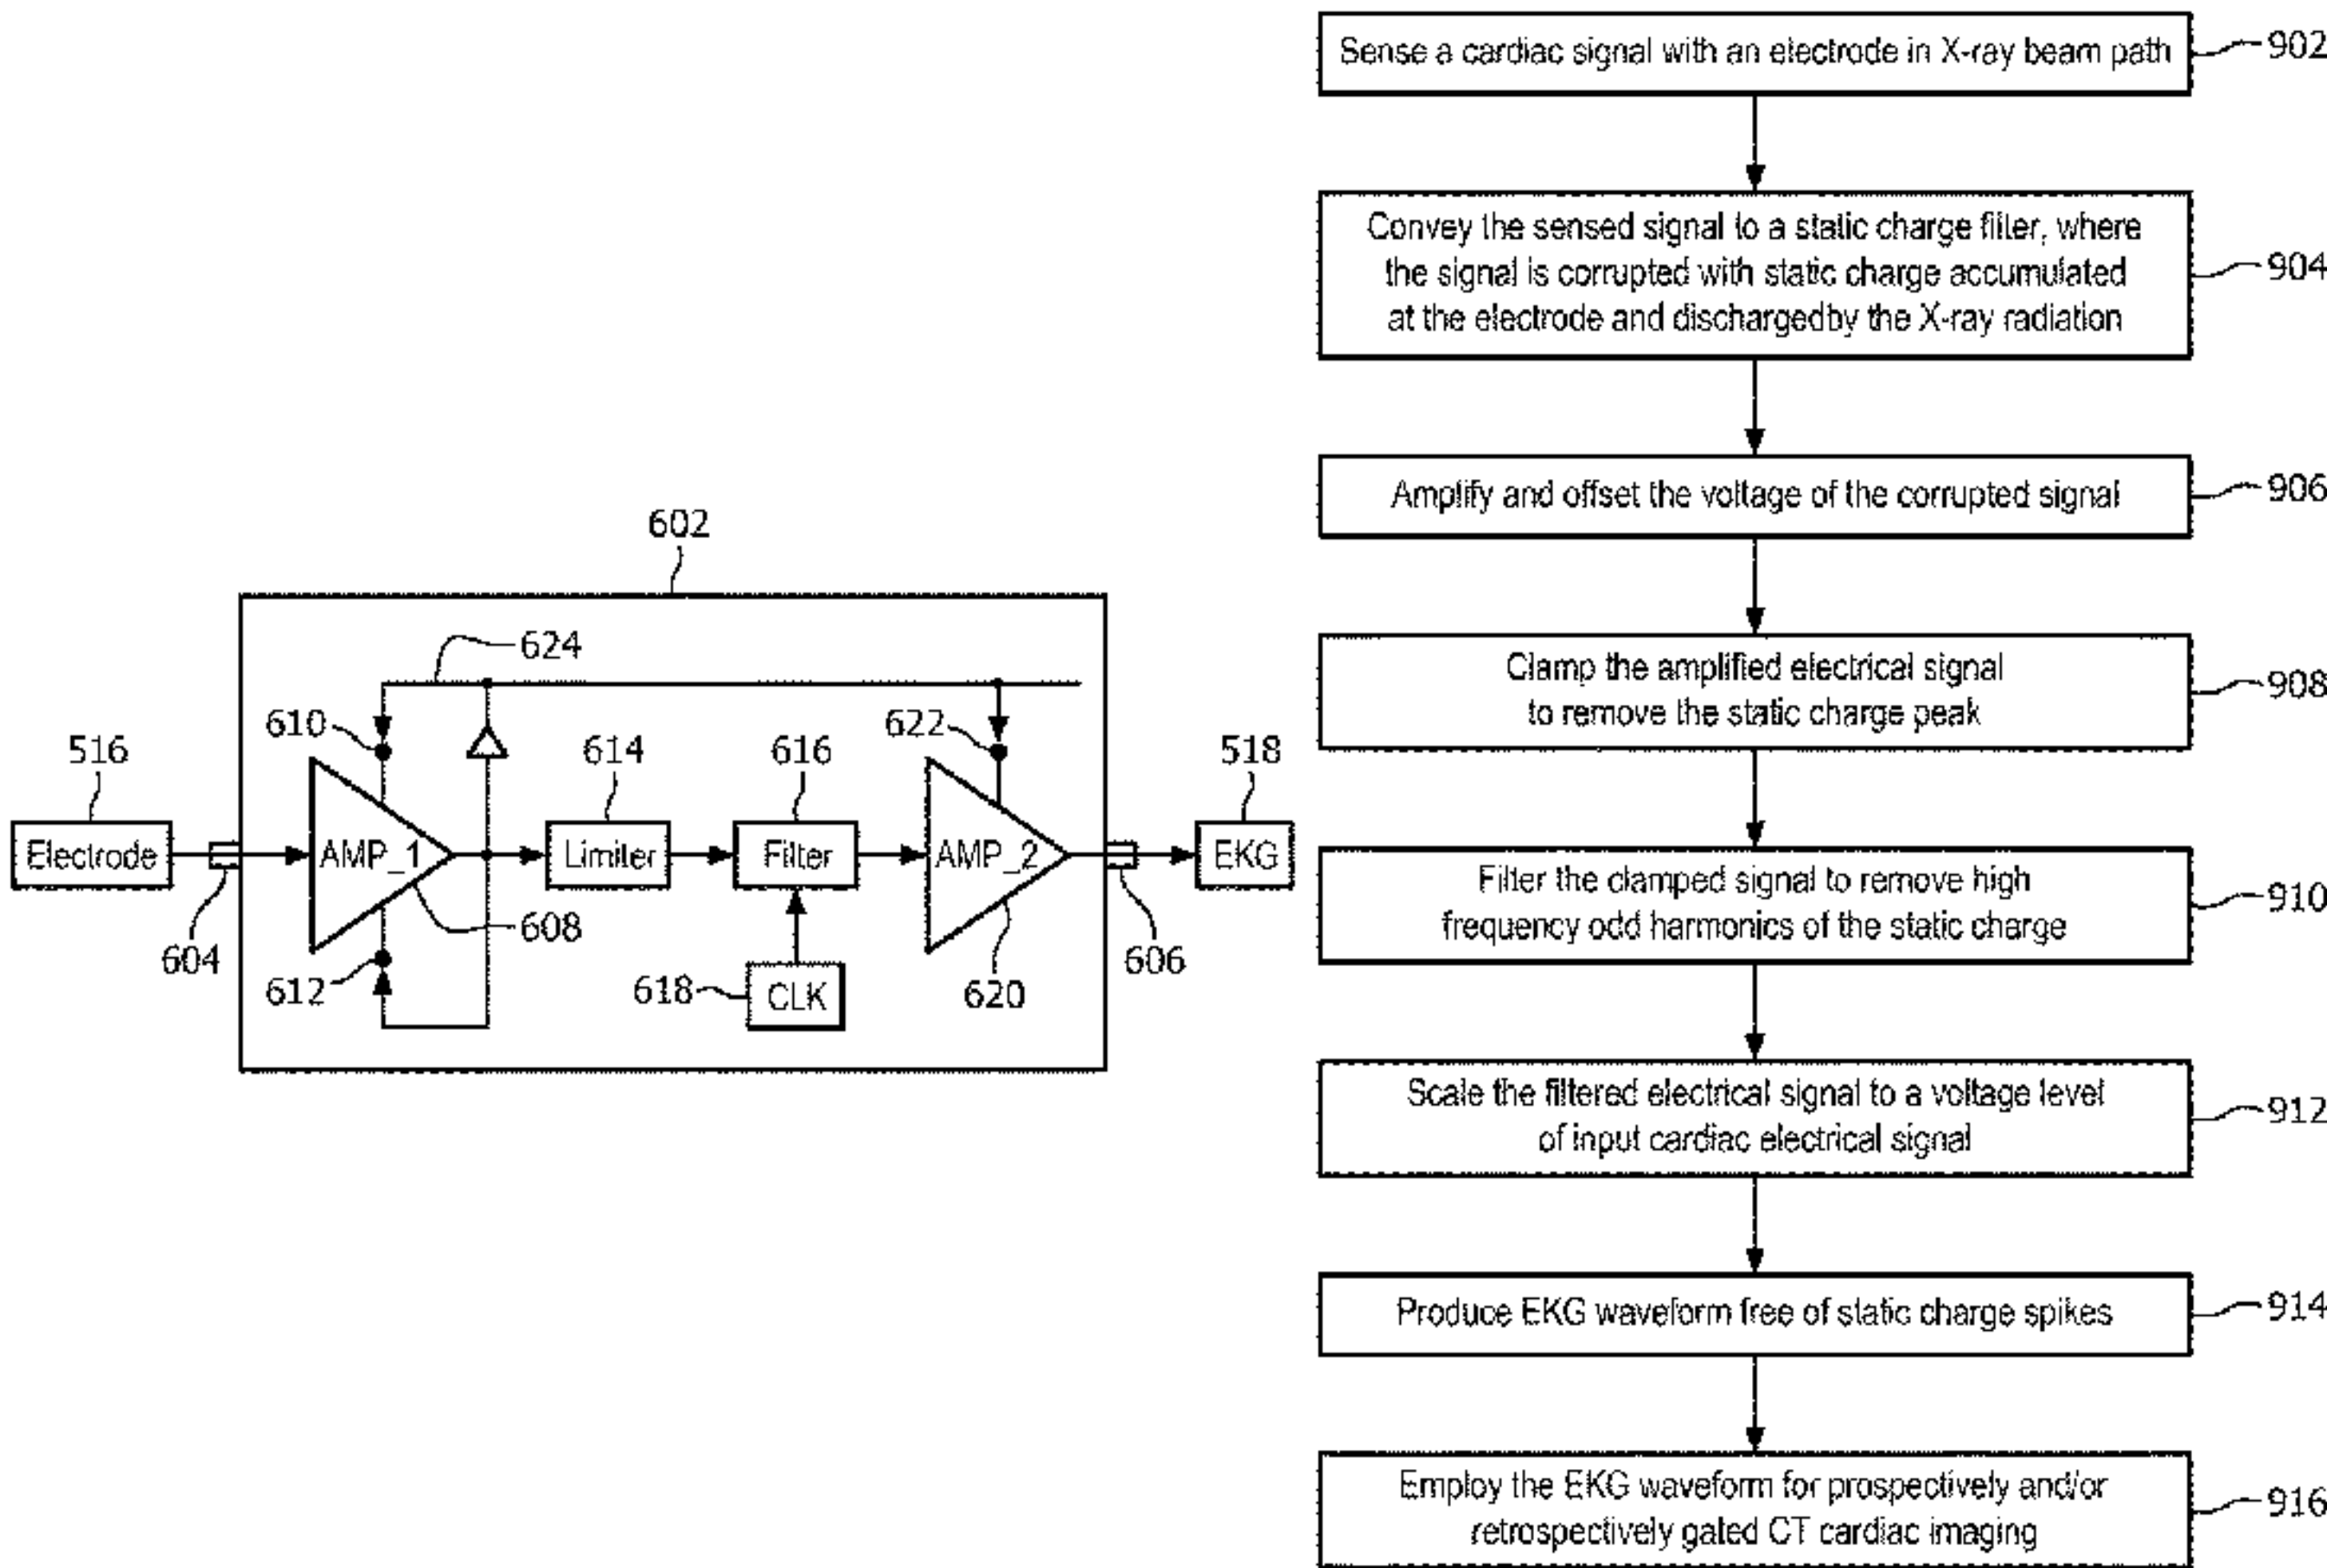 602
624
610
622
516
614
616
518
Electrode
AMP_1
Limiter
Filter
AMP_2
EKG
604
608
606
612
618
CLK
620
Sense a cardiac signal with an electrode in X-ray beam path
902
Convey the sensed signal to a static charge filter, where
the signal is corrupted with static charge accumulated
904
at the electrode and dischargedby the X-ray radiation
Amplify and offset the voltage of the corrupted signal
906
Clamp the amplified electrical signal
908
to remove the static charge peak
Filter the clamped signal to remove high
910
frequency odd harmonics of the static charge
Scale the filtered electrical signal to a voltage level
912
of input cardiac electrical signal
Produce EKG waveform free of static charge spikes
914
Employ the EKG waveform for prospectively and/or
916
retrospectively gated CT cardiac imaging